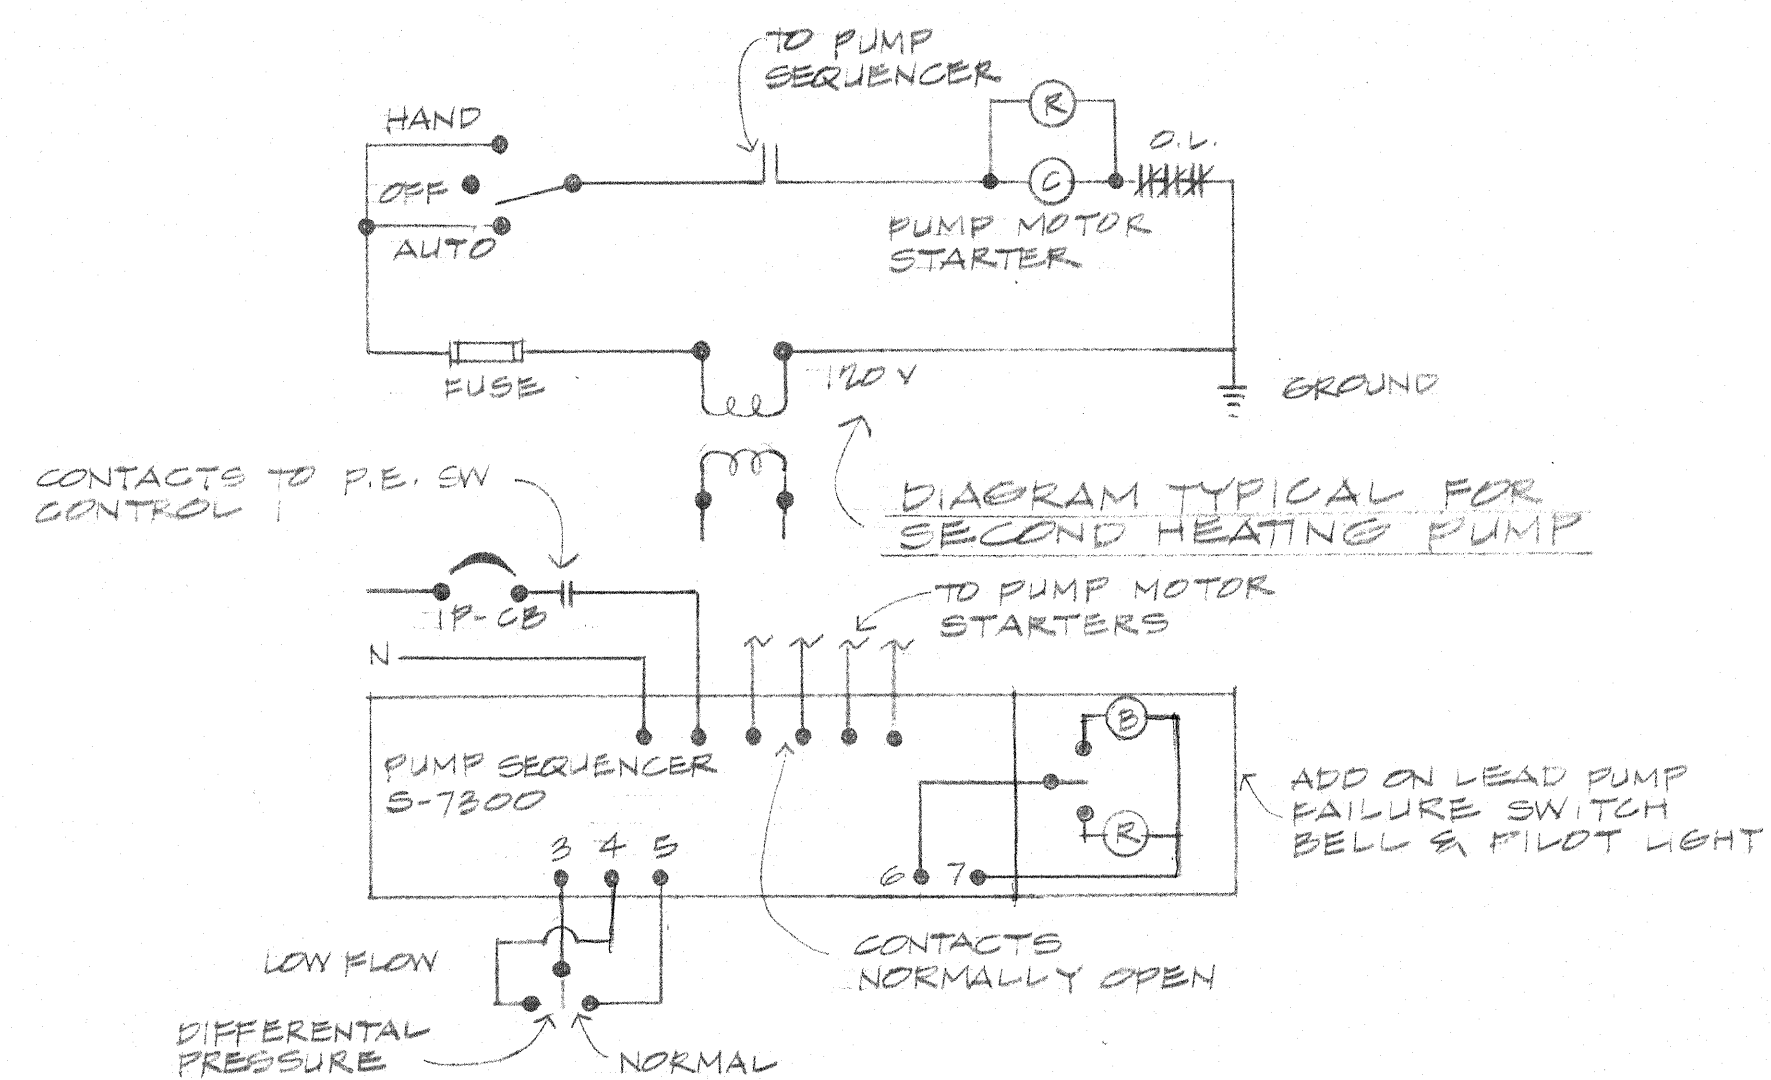 TO PUMP
SEQUENCER
R
HAND
O.L.
OFF
C
PUMP MOTOR
STARTER
AUTO
FUSE
120 V
GROUND
CONTACTS TO P.E. SW
CONTROL
DIAGRAM TYPICAL FOR
SECOND HEATING PUMP
TO PUMP MOTOR
STARTERS
1P-CB
N
B
PUMP SEQUENCER
S-7300
ADD ON LEAD PUMP
FAILURE SWITCH
BELL & PILOT LIGHT
R
3 4 5
6 7
LOW FLOW
CONTACTS
NORMALLY OPEN
DIFFERENTAL
PRESSURE
NORMAL